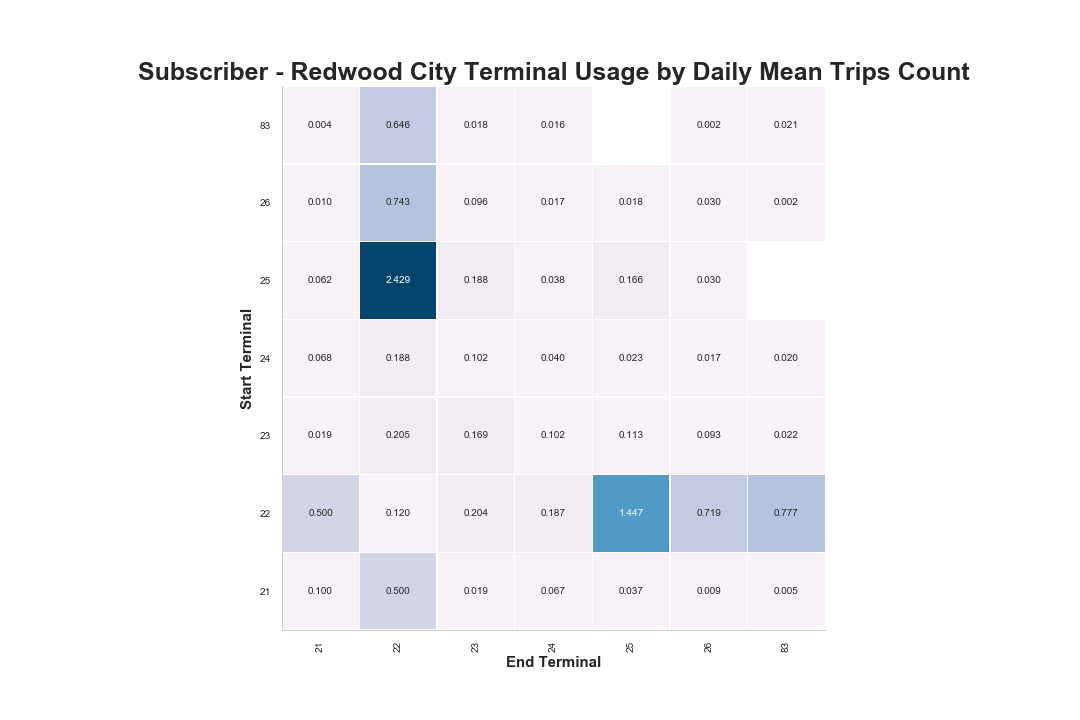 Subscriber - Redwood City Terminal Usage by Daily Mean Trips Count
83 0.004 0.646 0.018 0.016 0.002 0.021
26 0.010 0.743 0.096 0.017 0.018 0.030 0.002
25 0.062 2.429 0.188 0.038 0.166 0.030
24 0.068 0.188 0.102 0.040 0.023 0.017 0.020
23 0.019 0.205 0.169 0.102 0.113 0.093 0.022
22 0.500 0.120 0.204 0.187 1.447 0.719 0.777
21 0.100 0.500 0.019 0.067 0.037 0.009 0.005
Start Terminal
21 22 23 24 25 26 83
End Terminal